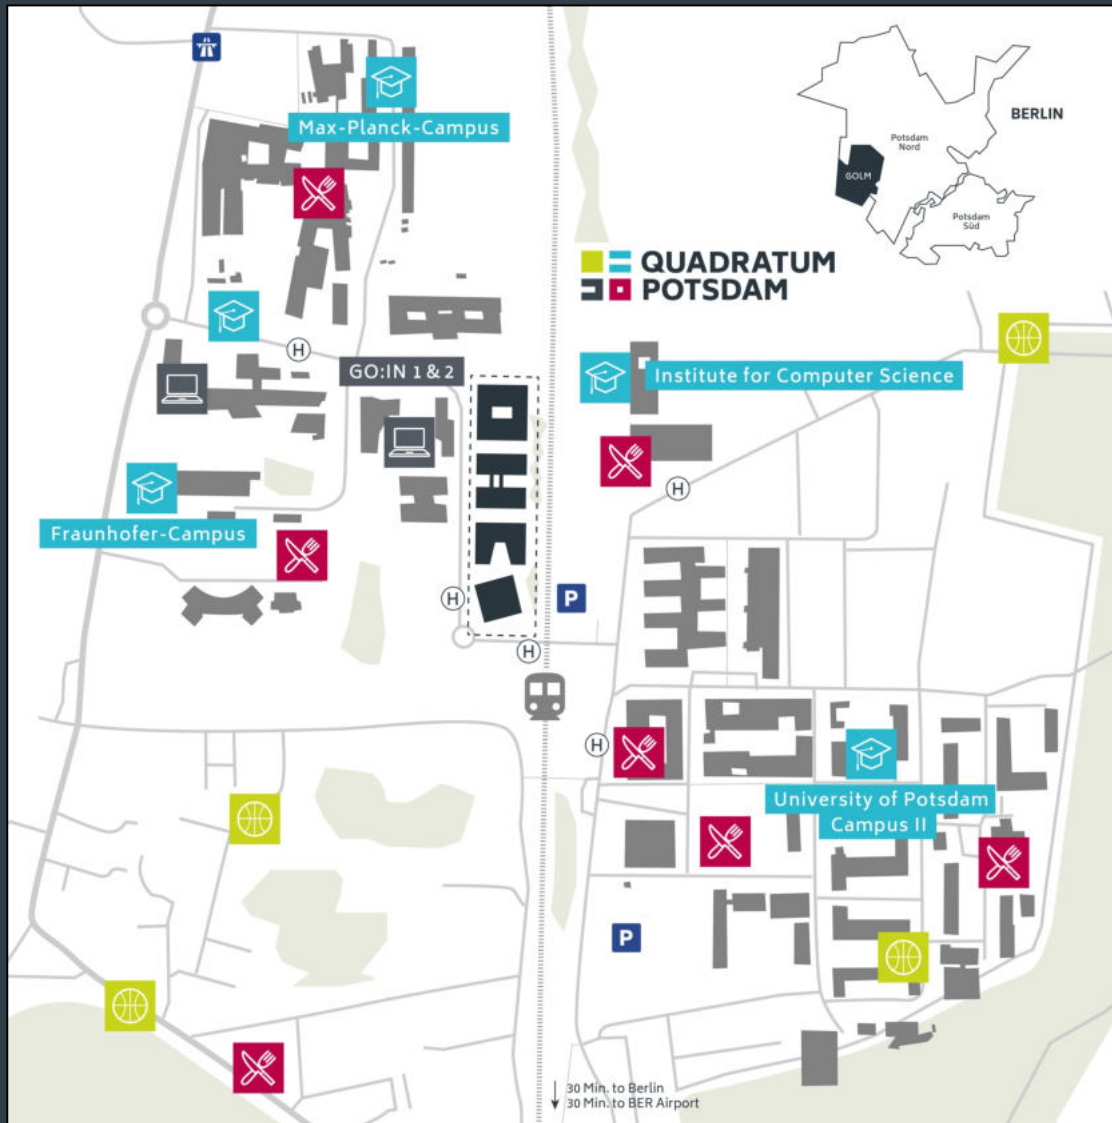 Max-Planck-Campus
BERLIN
Potsdam
Nord
GOLM
Potsdam
Süd
QUADRATUM
POTSDAM
H
GO:IN 1 & 2
Institute for Computer Science
H
Fraunhofer-Campus
H
P
H
H
University of Potsdam
Campus II
P
30 Min. to Berlin
30 Min. to BER Airport